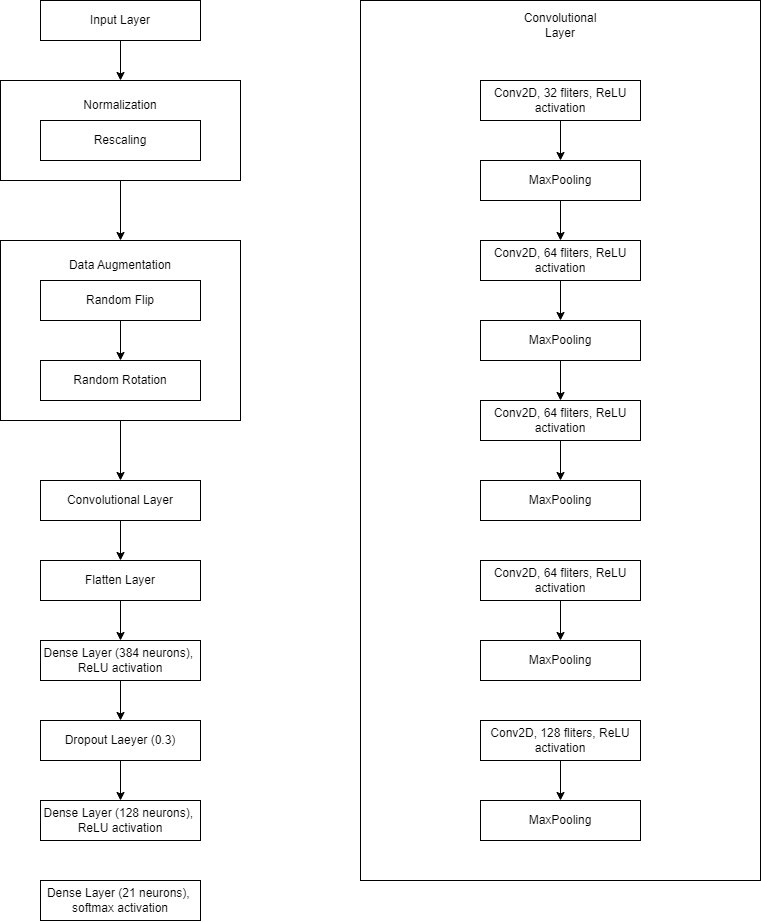 Input Layer
Normalization
Rescaling
Data Augmentation
Random Flip
Random Rotation
Convolutional Layer
Flatten Layer
Dense Layer (384 neurons),
ReLU activation
Dropout Laeyer (0.3)
Dense Layer (128 neurons),
ReLU activation
Dense Layer (21 neurons),
softmax activation
Convolutional
Layer
Conv2D, 32 fliters, ReLU
activation
MaxPooling
Conv2D, 64 fliters, ReLU
activation
MaxPooling
Conv2D, 64 fliters, ReLU
activation
MaxPooling
Conv2D, 64 fliters, ReLU
activation
MaxPooling
Conv2D, 128 fliters, ReLU
activation
MaxPooling